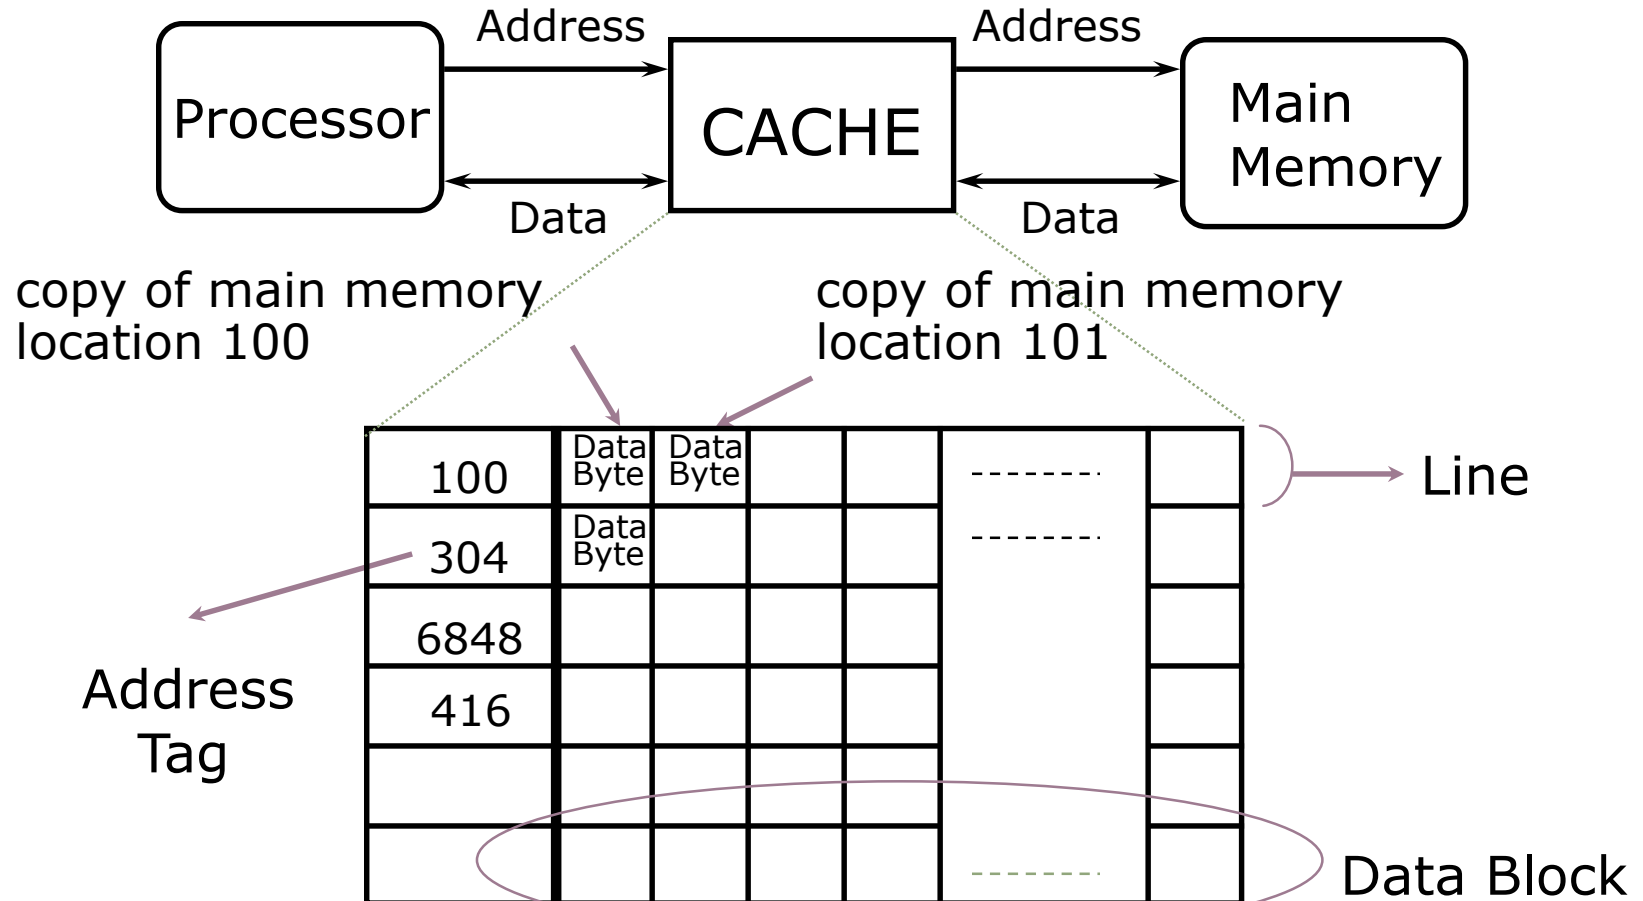 Address
Address
Processor
CACHE
Main
Memory
Data
Data
copy of main memory
location 100
copy of main memory
location 101
100
Data
Byte
Data
Byte
Line
304
Data
Byte
6848
Address
Tag
416
Data Block